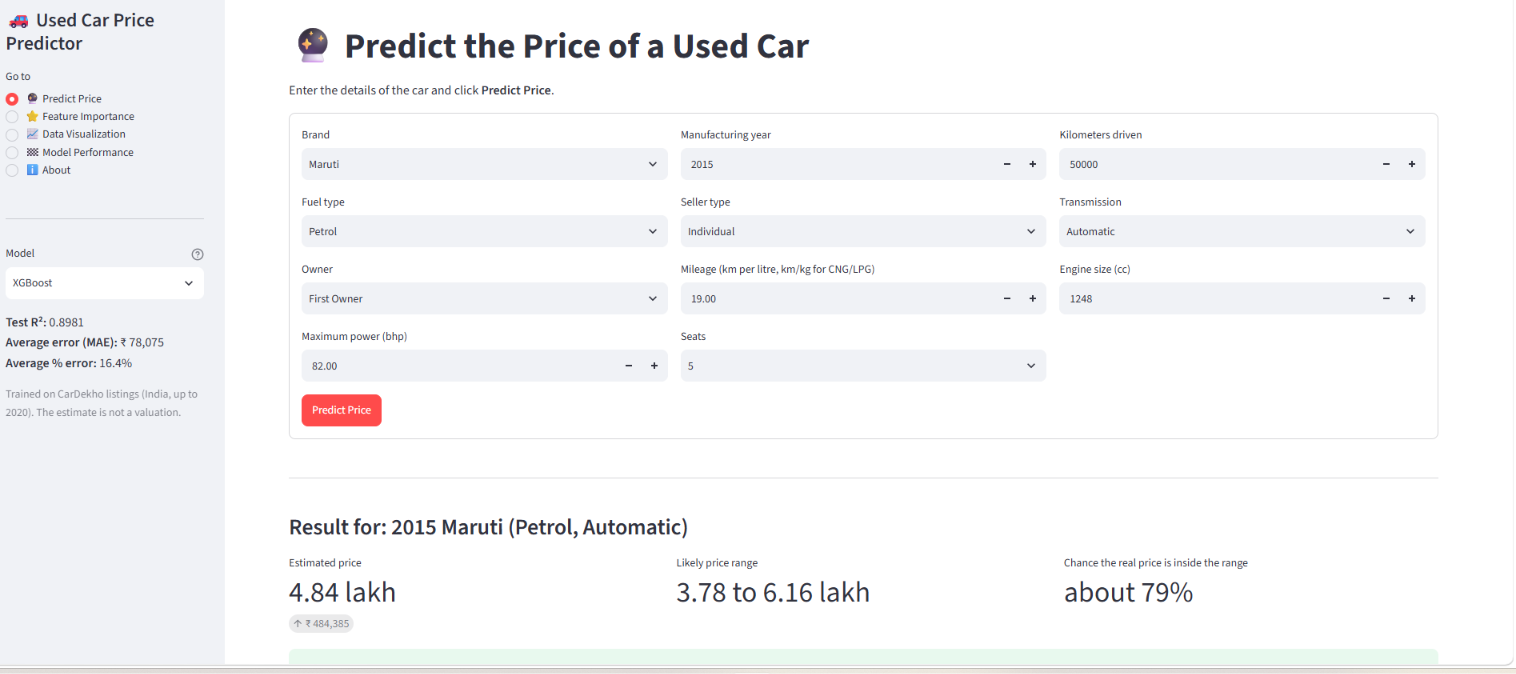 Used Car Price
Predictor
Go to
Predict Price
Feature Importance
Data Visualization
Model Performance
About
Model
XGBoost
Test R²: 0.8981
Average error (MAE): ₹ 78,075
Average % error: 16.4%
Trained on CarDekho listings (India, up to
2020). The estimate is not a valuation.
Predict the Price of a Used Car
Enter the details of the car and click Predict Price.
Brand Manufacturing year Kilometers driven
Maruti 2015 − + 50000 − +
Fuel type Seller type Transmission
Petrol Individual Automatic
Owner Mileage (km per litre, km/kg for CNG/LPG) Engine size (cc)
First Owner 19.00 − + 1248 − +
Maximum power (bhp) Seats
82.00 − + 5
Predict Price
Result for: 2015 Maruti (Petrol, Automatic)
Estimated price Likely price range Chance the real price is inside the range
4.84 lakh 3.78 to 6.16 lakh about 79%
↑ ₹ 484,385